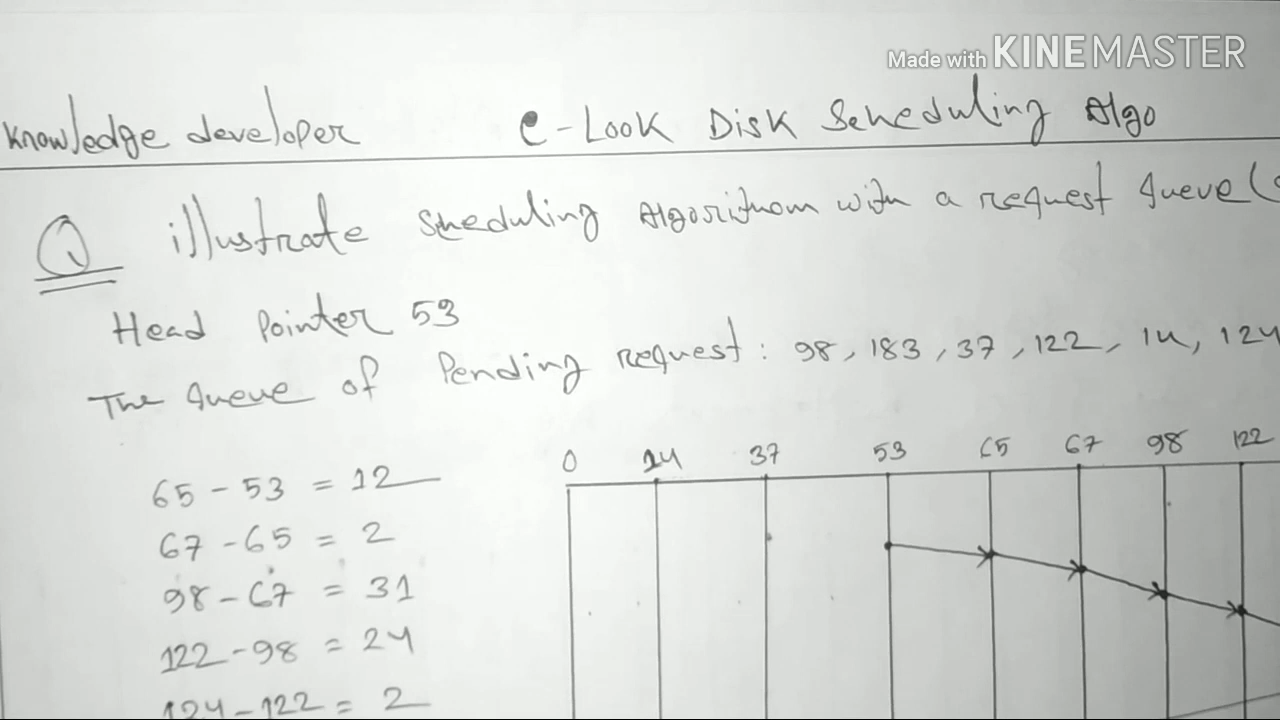 Made with KINEMASTER
Knowledge developer C-Look Disk Scheduling Algo
Q illustrate Scheduling Algorithom with a request queue (
Head Pointer 53
The queue of Pending request : 98, 183, 37, 122, 14, 124
0 14 37 53 65 67 98 122
65 - 53 = 12
67 - 65 = 2
98 - 67 = 31
122 - 98 = 24
124 - 122 = 2